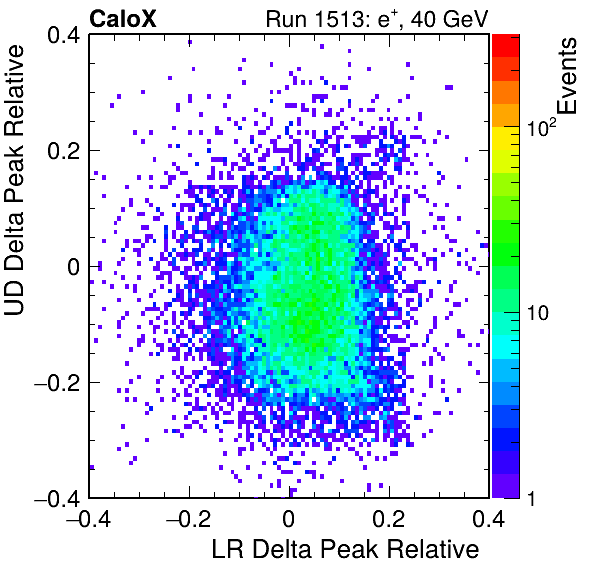 CaloX Run 1513: e⁺, 40 GeV
UD Delta Peak Relative
0.4
0.2
0
−0.2
−0.4
−0.4 −0.2 0 0.2 0.4
LR Delta Peak Relative
Events
10²
10
1